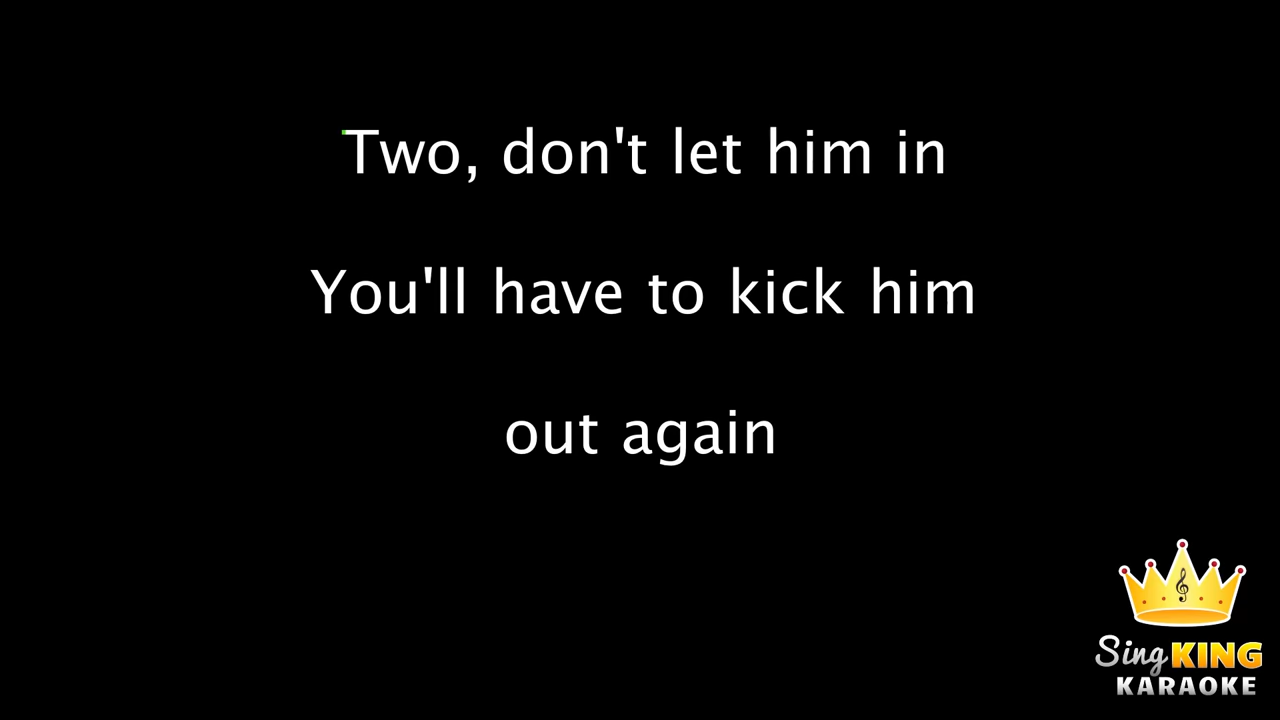 Two, don't let him in
You'll have to kick him
out again
Sing KING
KARAOKE